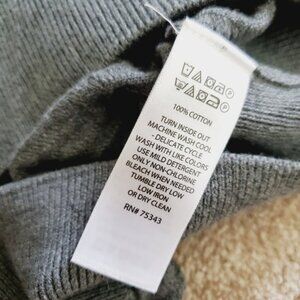 100% COTTON
TURN INSIDE OUT
MACHINE WASH COOL
- DELICATE CYCLE
WASH WITH LIKE COLORS
USE MILD DETERGENT
ONLY NON-CHLORINE
BLEACH WHEN NEEDED
TUMBLE DRY LOW
LOW IRON
OR DRY CLEAN
RN# 75343